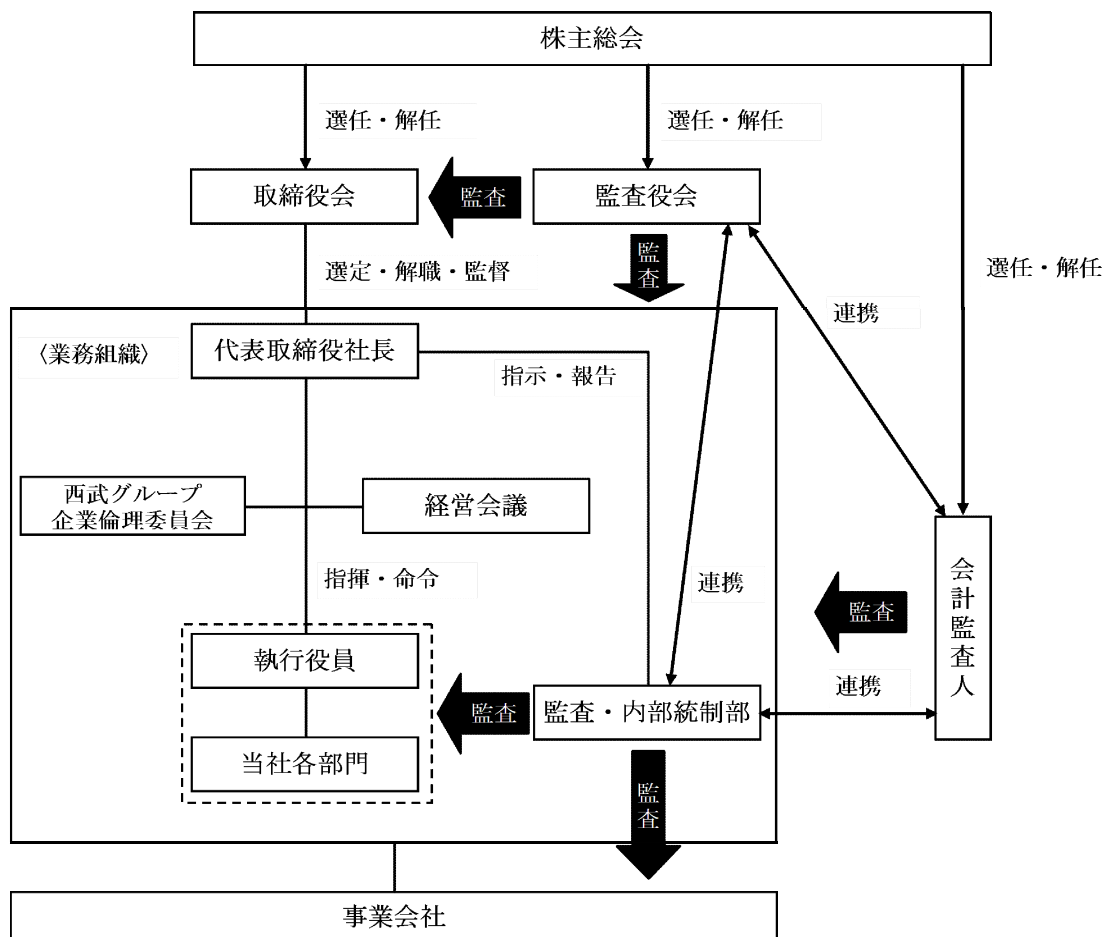 株主総会
選任・解任
選任・解任
取締役会
監査
監査役会
選定・解職・監督
監査
選任・解任
連携
〈業務組織〉
代表取締役社長
指示・報告
西武グループ
企業倫理委員会
経営会議
指揮・命令
連携
監査
会計監査人
執行役員
監査
監査・内部統制部
連携
当社各部門
監査
事業会社